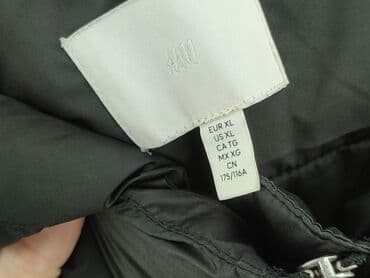 H&M
EUR XL
US XL
CA TG
MX XG
CN
175/116A